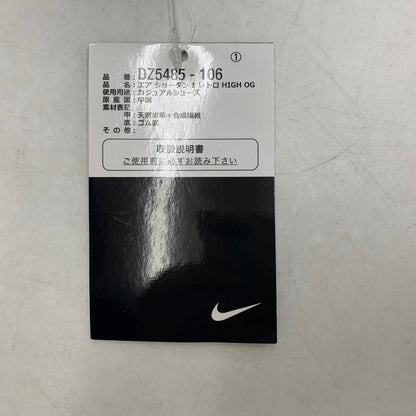 ①
品 番：DZ5485 - 106
品 名：エア ジョーダン 1 レトロ HIGH OG
使用用途：カジュアルシューズ
原 産 国：中国
素材表記
甲：天然皮革＋合成繊維
底：ゴム底
そ の 他：
取扱説明書
ご使用前に必ずお読み下さい